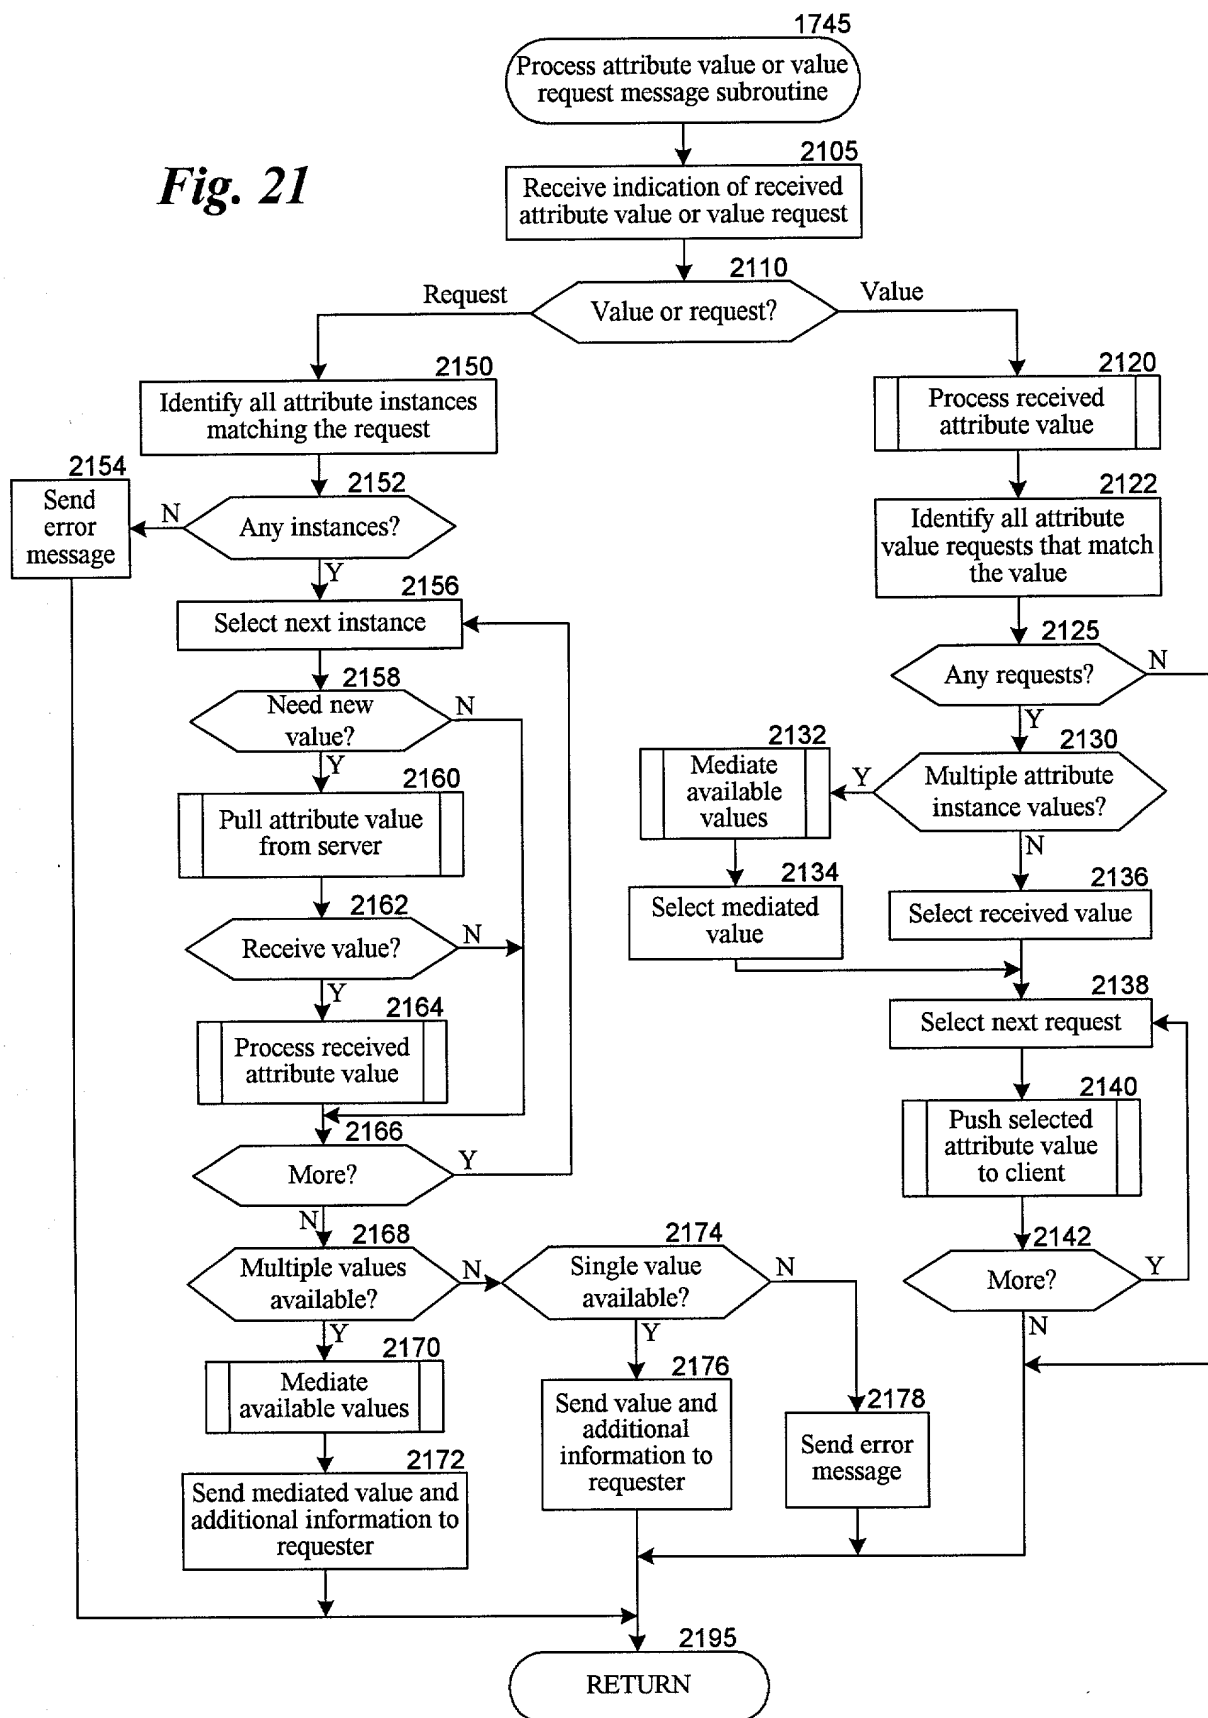 1745
Process attribute value or value
request message subroutine
Fig. 21
2105
Receive indication of received
attribute value or value request
2110
Value or request?
Request
Value
2150
Identify all attribute instances
matching the request
2154
Send
error
message
2152
Any instances?
N
Y
2156
Select next instance
2158
Need new
value?
N
Y
2160
Pull attribute value
from server
2162
Receive value?
N
Y
2164
Process received
attribute value
2166
More?
Y
N
2168
Multiple values
available?
N
Y
2170
Mediate
available values
2172
Send mediated value and
additional information to
requester
2174
Single value
available?
N
Y
2176
Send value and
additional
information to
requester
2178
Send error
message
2120
Process received
attribute value
2122
Identify all attribute
value requests that match
the value
2125
Any requests?
N
Y
2130
Multiple attribute
instance values?
Y
N
2132
Mediate
available
values
2134
Select mediated
value
2136
Select received value
2138
Select next request
2140
Push selected
attribute value
to client
2142
More?
Y
N
2195
RETURN